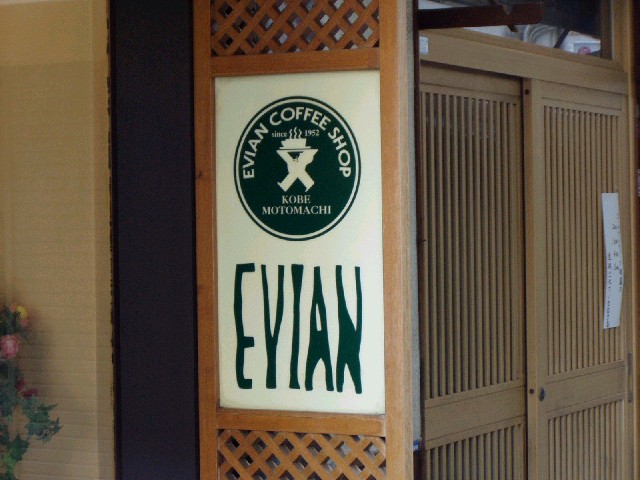 EVIAN COFFEE SHOP
since 1952
KOBE
MOTOMACHI
EVIAN